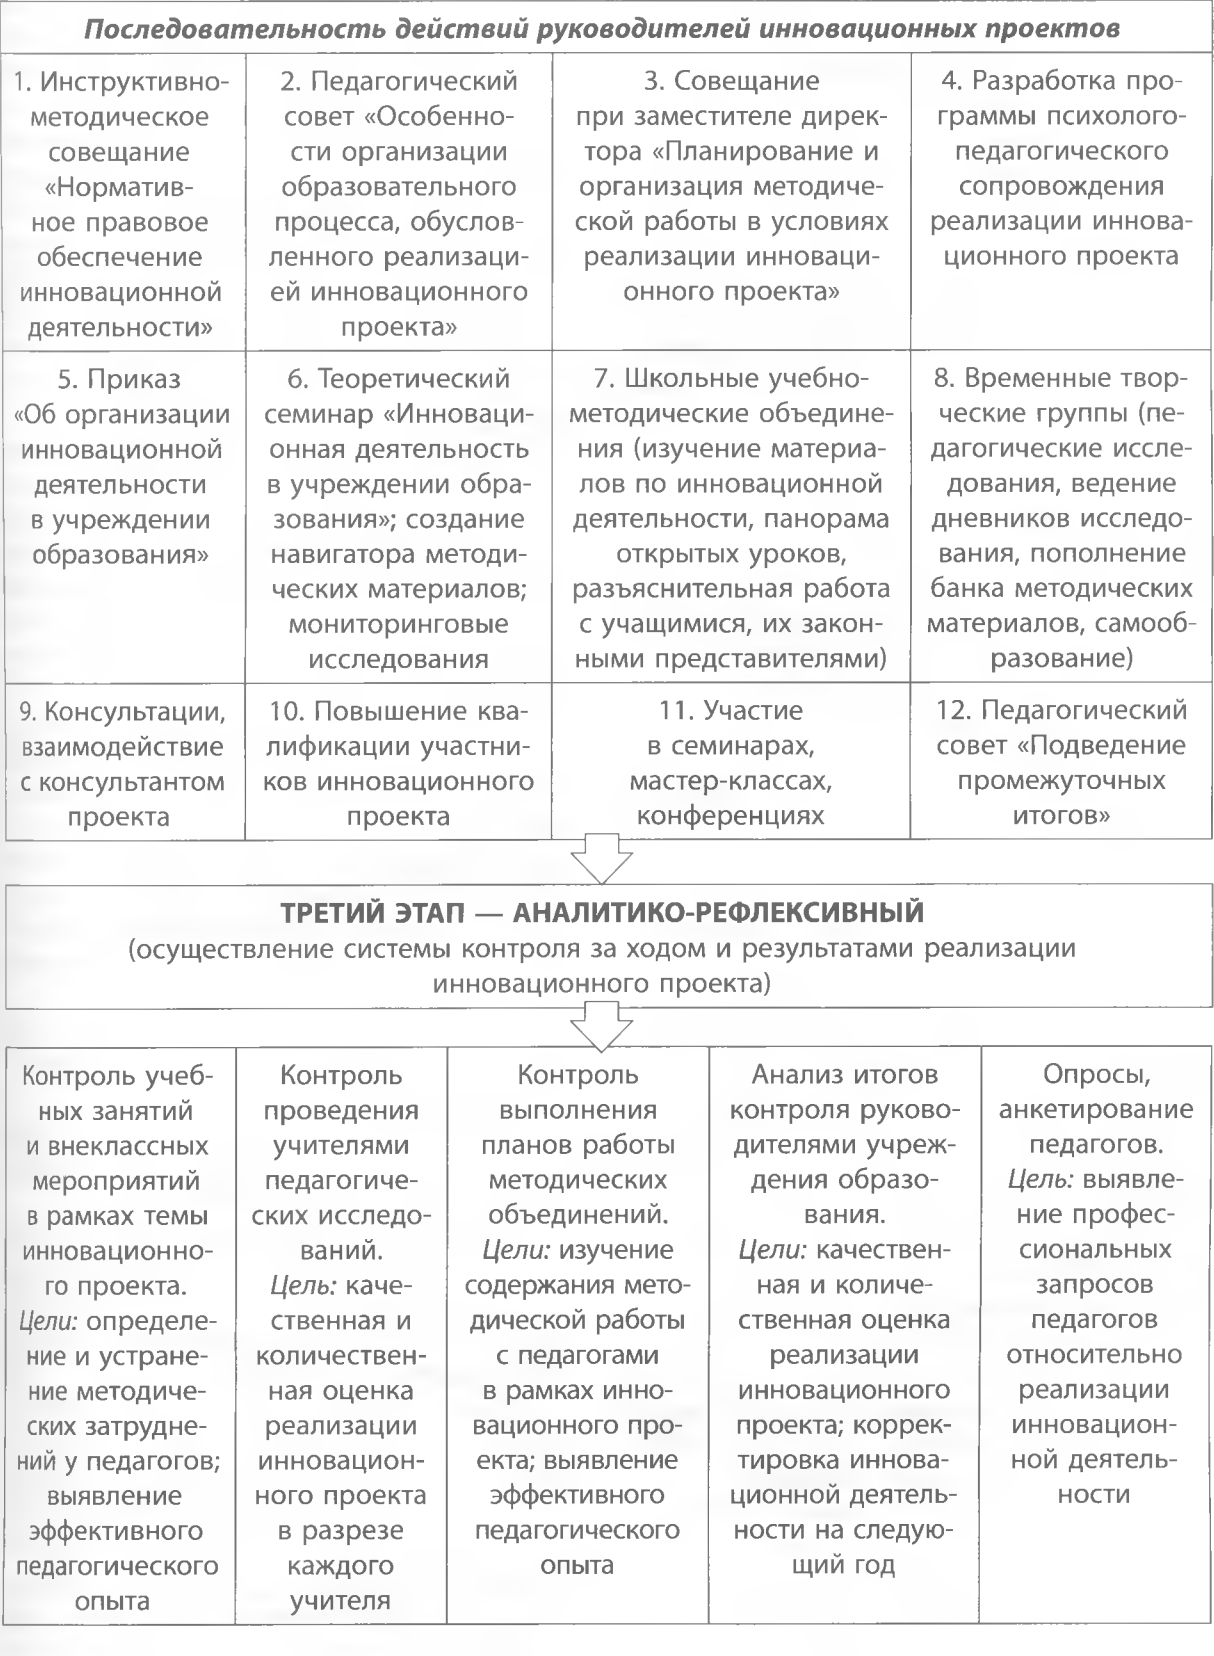 Последовательность действий руководителей инновационных проектов
1. Инструктивно-
методическое
совещание
«Норматив-
ное правовое
обеспечение
инновационной
деятельности»
2. Педагогический
совет «Особенно-
сти организации
образовательного
процесса, обуслов-
ленного реализаци-
ей инновационного
проекта»
3. Совещание
при заместителе дирек-
тора «Планирование и
организация методиче-
ской работы в условиях
реализации инноваци-
онного проекта»
4. Разработка про-
граммы психолого-
педагогического
сопровождения
реализации иннова-
ционного проекта
5. Приказ
«Об организации
инновационной
деятельности
в учреждении
образования»
6. Теоретический
семинар «Инноваци-
онная деятельность
в учреждении обра-
зования»; создание
навигатора методи-
ческих материалов;
мониторинговые
исследования
7. Школьные учебно-
методические объедине-
ния (изучение материа-
лов по инновационной
деятельности, панорама
открытых уроков,
разъяснительная работа
с учащимися, их закон-
ными представителями)
8. Временные твор-
ческие группы (пе-
дагогические иссле-
дования, ведение
дневников исследо-
вания, пополнение
банка методических
материалов, самооб-
разование)
9. Консультации,
взаимодействие
с консультантом
проекта
10. Повышение ква-
лификации участни-
ков инновационного
проекта
11. Участие
в семинарах,
мастер-классах,
конференциях
12. Педагогический
совет «Подведение
промежуточных
итогов»
ТРЕТИЙ ЭТАП — АНАЛИТИКО-РЕФЛЕКСИВНЫЙ
(осуществление системы контроля за ходом и результатами реализации
инновационного проекта)
Контроль учеб-
ных занятий
и внеклассных
мероприятий
в рамках темы
инновационно-
го проекта.
Цели: определе-
ние и устране-
ние методиче-
ских затрудне-
ний у педагогов;
выявление
эффективного
педагогического
опыта
Контроль
проведения
учителями
педагогиче-
ских исследо-
ваний.
Цель: каче-
ственная и
количествен-
ная оценка
реализации
инновацион-
ного проекта
в разрезе
каждого
учителя
Контроль
выполнения
планов работы
методических
объединений.
Цели: изучение
содержания мето-
дической работы
с педагогами
в рамках инно-
вационного про-
екта; выявление
эффективного
педагогического
опыта
Анализ итогов
контроля руково-
дителями учреж-
дения образо-
вания.
Цели: качествен-
ная и количе-
ственная оценка
реализации
инновационного
проекта; коррек-
тировка иннова-
ционной деятель-
ности на следую-
щий год
Опросы,
анкетирование
педагогов.
Цель: выявле-
ние профес-
сиональных
запросов
педагогов
относительно
реализации
инновацион-
ной деятель-
ности